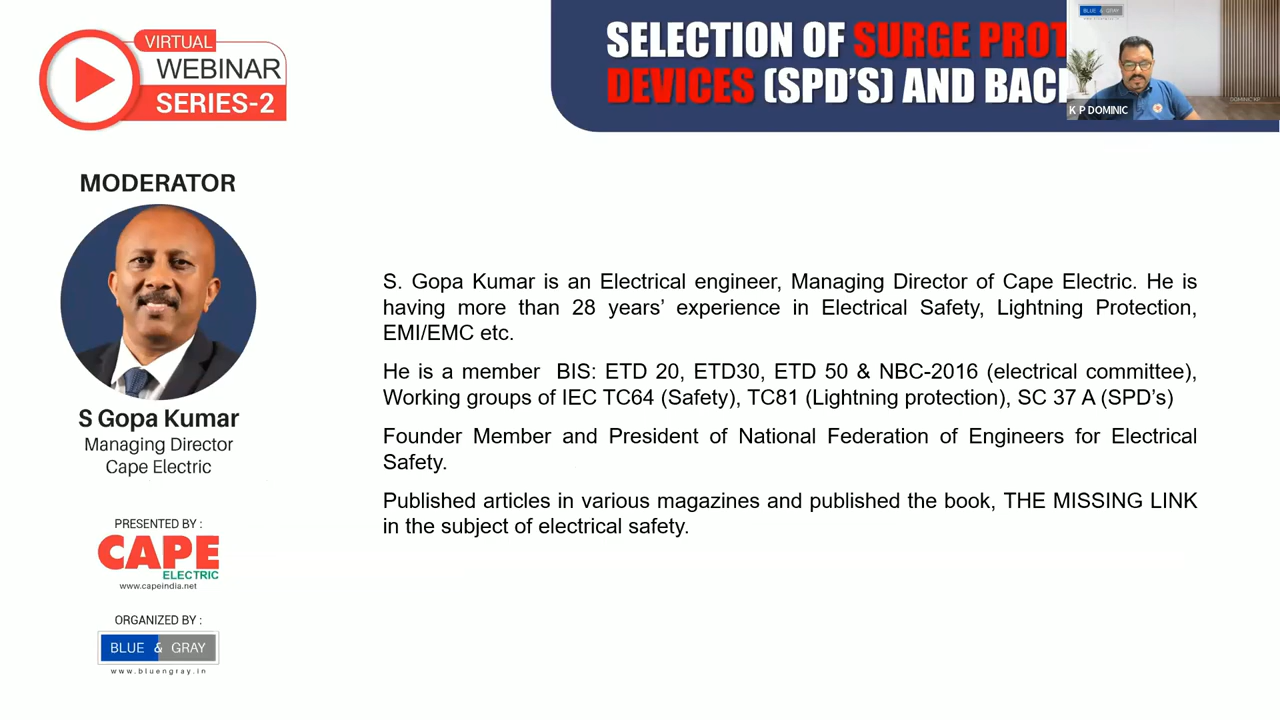 VIRTUAL
WEBINAR
SERIES-2
SELECTION OF SURGE PROT
DEVICES (SPD'S) AND BAC
BLUE & GRAY
K P DOMINIC
DOMINIC KP
MODERATOR
S Gopa Kumar
Managing Director
Cape Electric
S. Gopa Kumar is an Electrical engineer, Managing Director of Cape Electric. He is
having more than 28 years' experience in Electrical Safety, Lightning Protection,
EMI/EMC etc.
He is a member BIS: ETD 20, ETD30, ETD 50 & NBC-2016 (electrical committee),
Working groups of IEC TC64 (Safety), TC81 (Lightning protection), SC 37 A (SPD's)
Founder Member and President of National Federation of Engineers for Electrical
Safety.
Published articles in various magazines and published the book, THE MISSING LINK
in the subject of electrical safety.
PRESENTED BY :
CAPE
ELECTRIC
www.capeindia.net
ORGANIZED BY :
BLUE & GRAY
www.bluengray.in